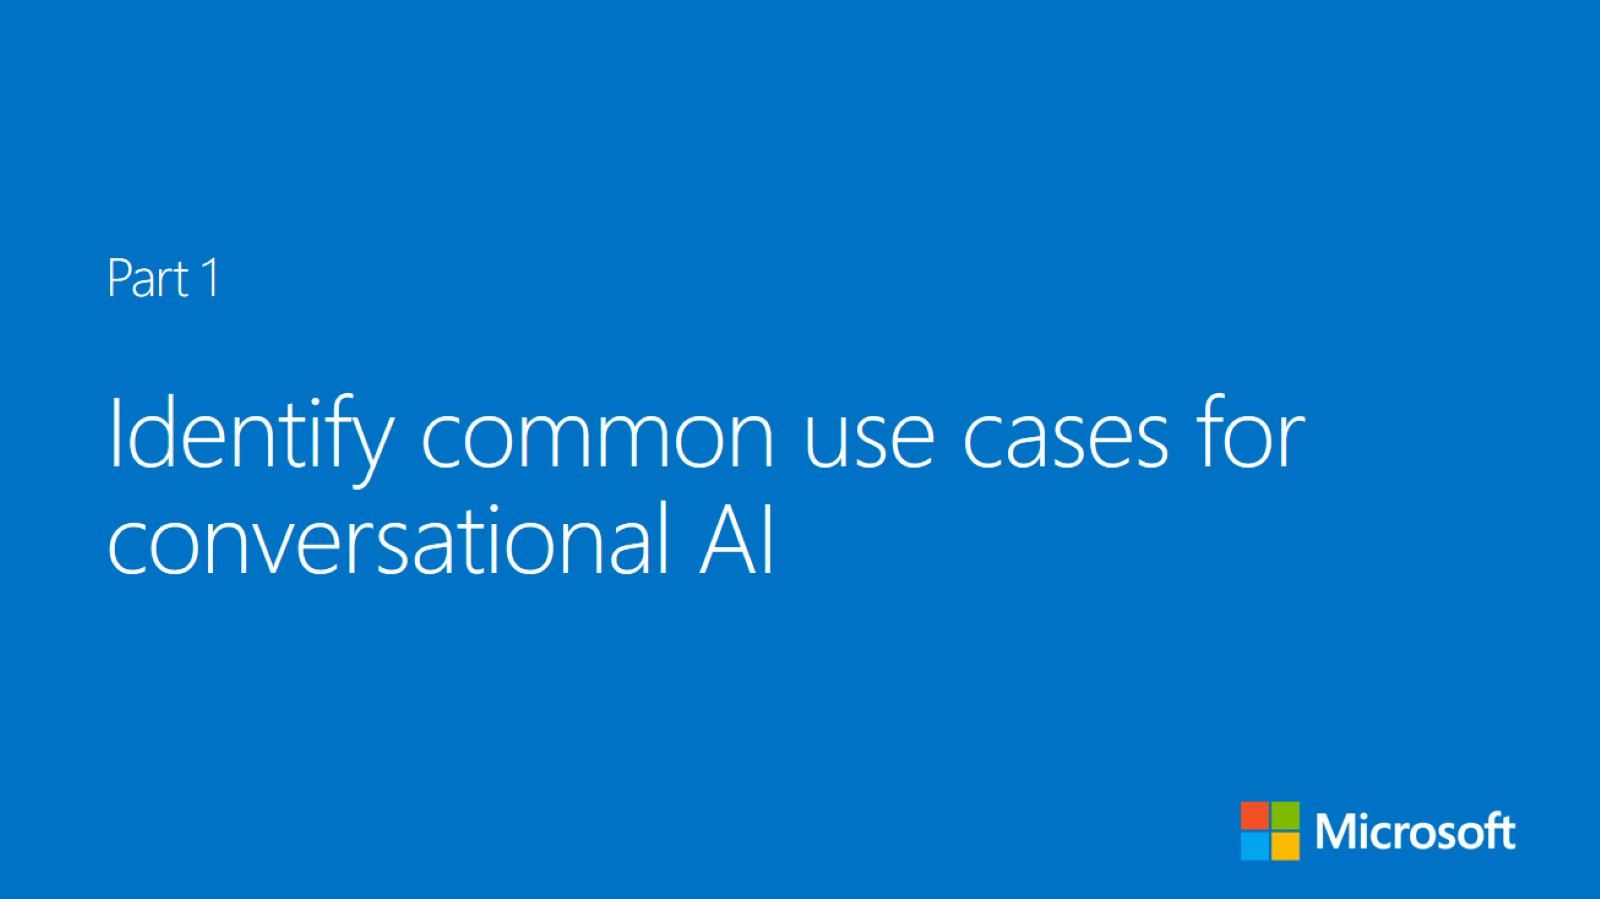 Part 1
Identify common use cases for
conversational AI
Microsoft